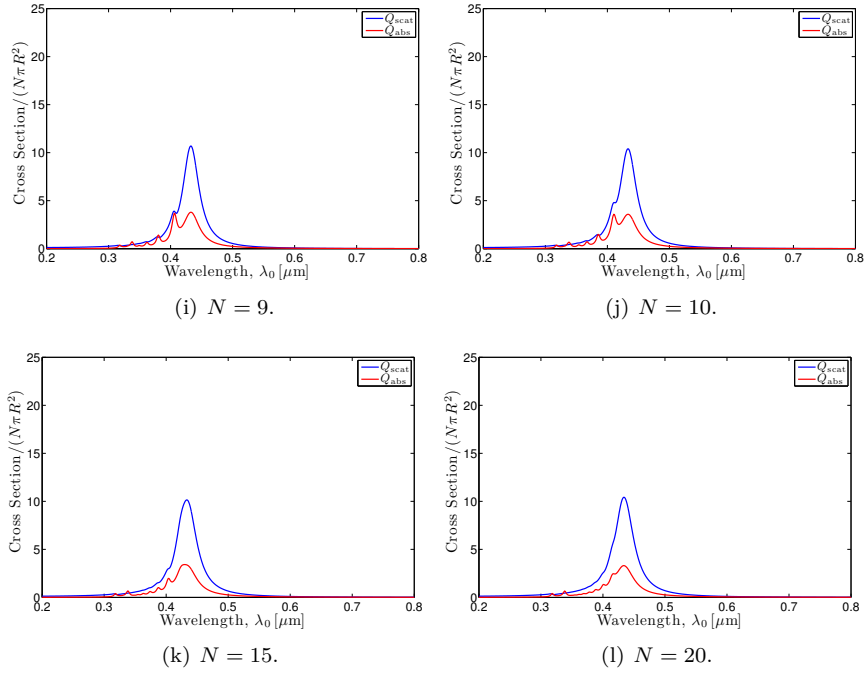 25
20
15
10
5
0
Cross Section/(NπR²)
Q_scat
Q_abs
0.2 0.3 0.4 0.5 0.6 0.7 0.8
Wavelength, λ₀ [μm]
(i) N = 9.
25
20
15
10
5
0
Cross Section/(NπR²)
Q_scat
Q_abs
0.2 0.3 0.4 0.5 0.6 0.7 0.8
Wavelength, λ₀ [μm]
(j) N = 10.
25
20
15
10
5
0
Cross Section/(NπR²)
Q_scat
Q_abs
0.2 0.3 0.4 0.5 0.6 0.7 0.8
Wavelength, λ₀ [μm]
(k) N = 15.
25
20
15
10
5
0
Cross Section/(NπR²)
Q_scat
Q_abs
0.2 0.3 0.4 0.5 0.6 0.7 0.8
Wavelength, λ₀ [μm]
(l) N = 20.